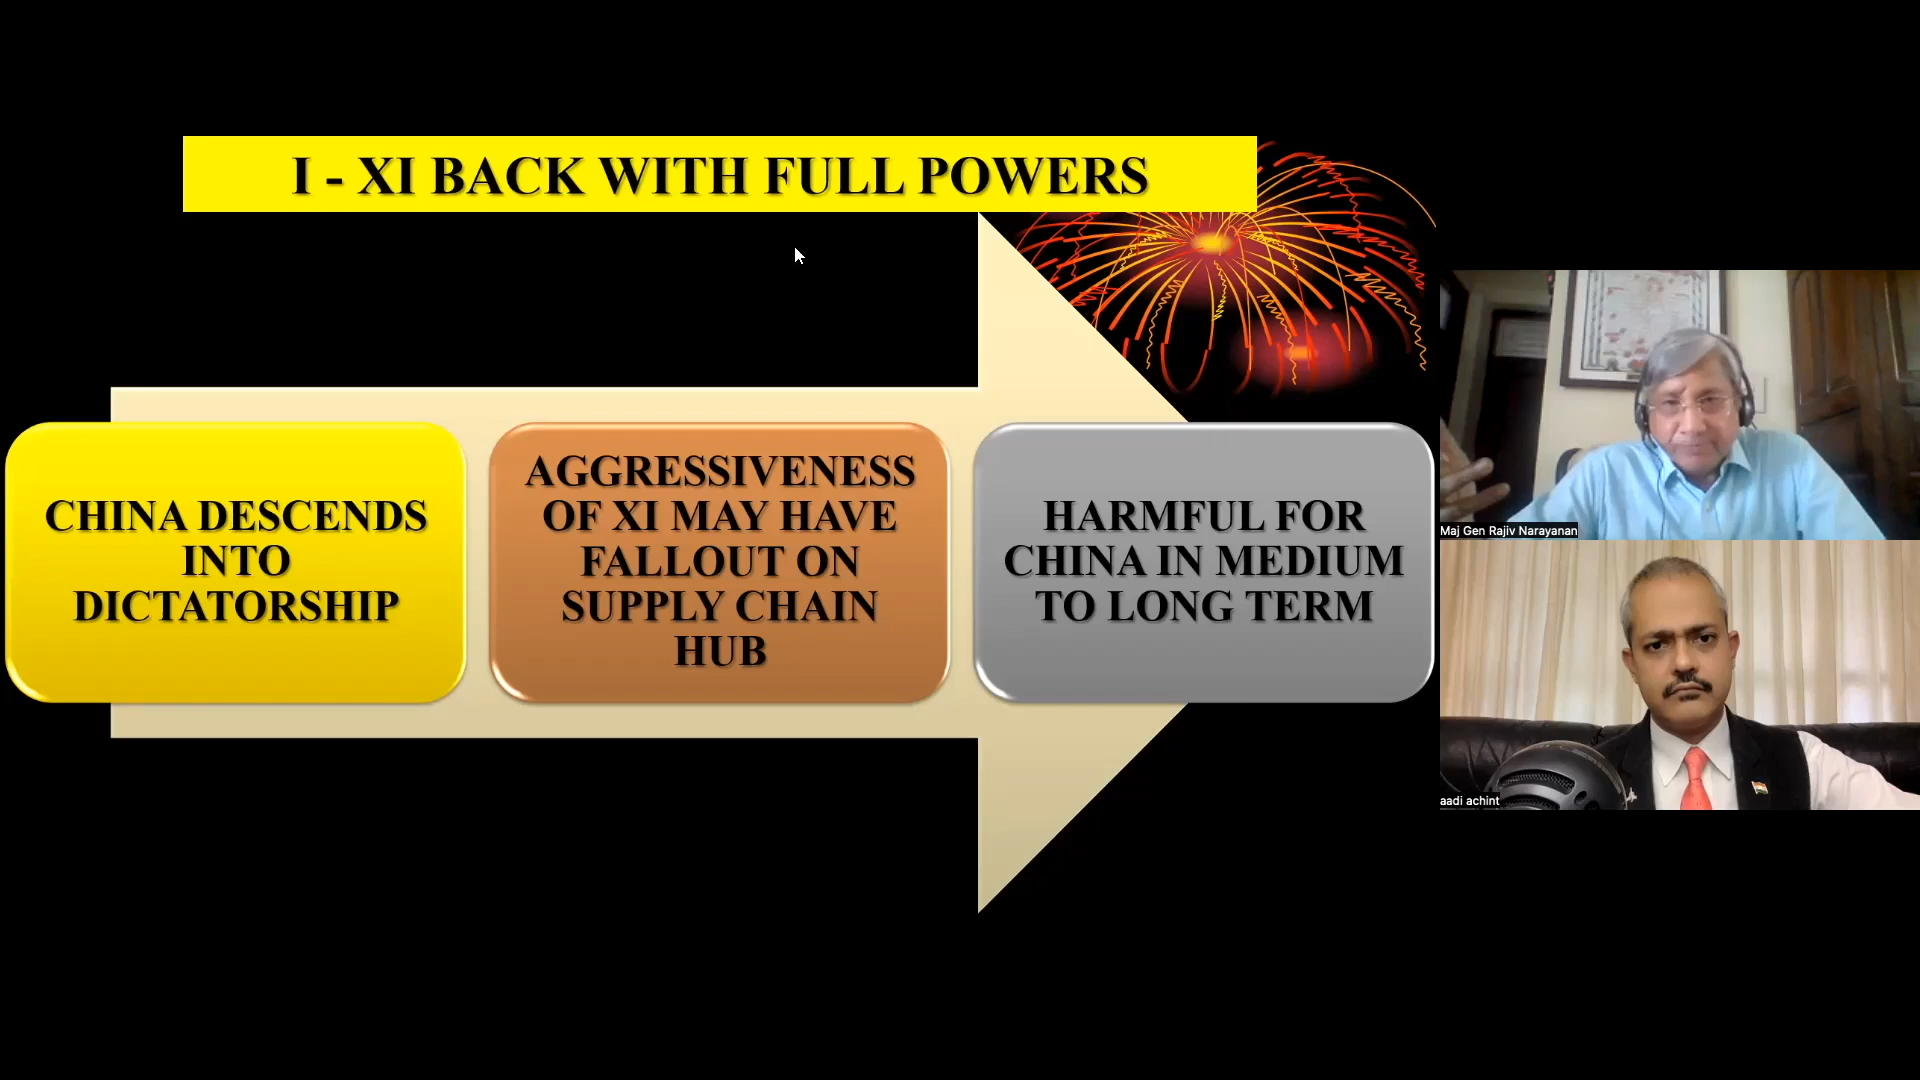 I - XI BACK WITH FULL POWERS
CHINA DESCENDS
INTO
DICTATORSHIP
AGGRESSIVENESS
OF XI MAY HAVE
FALLOUT ON
SUPPLY CHAIN
HUB
HARMFUL FOR
CHINA IN MEDIUM
TO LONG TERM
Maj Gen Rajiv Narayanan
aadi achint